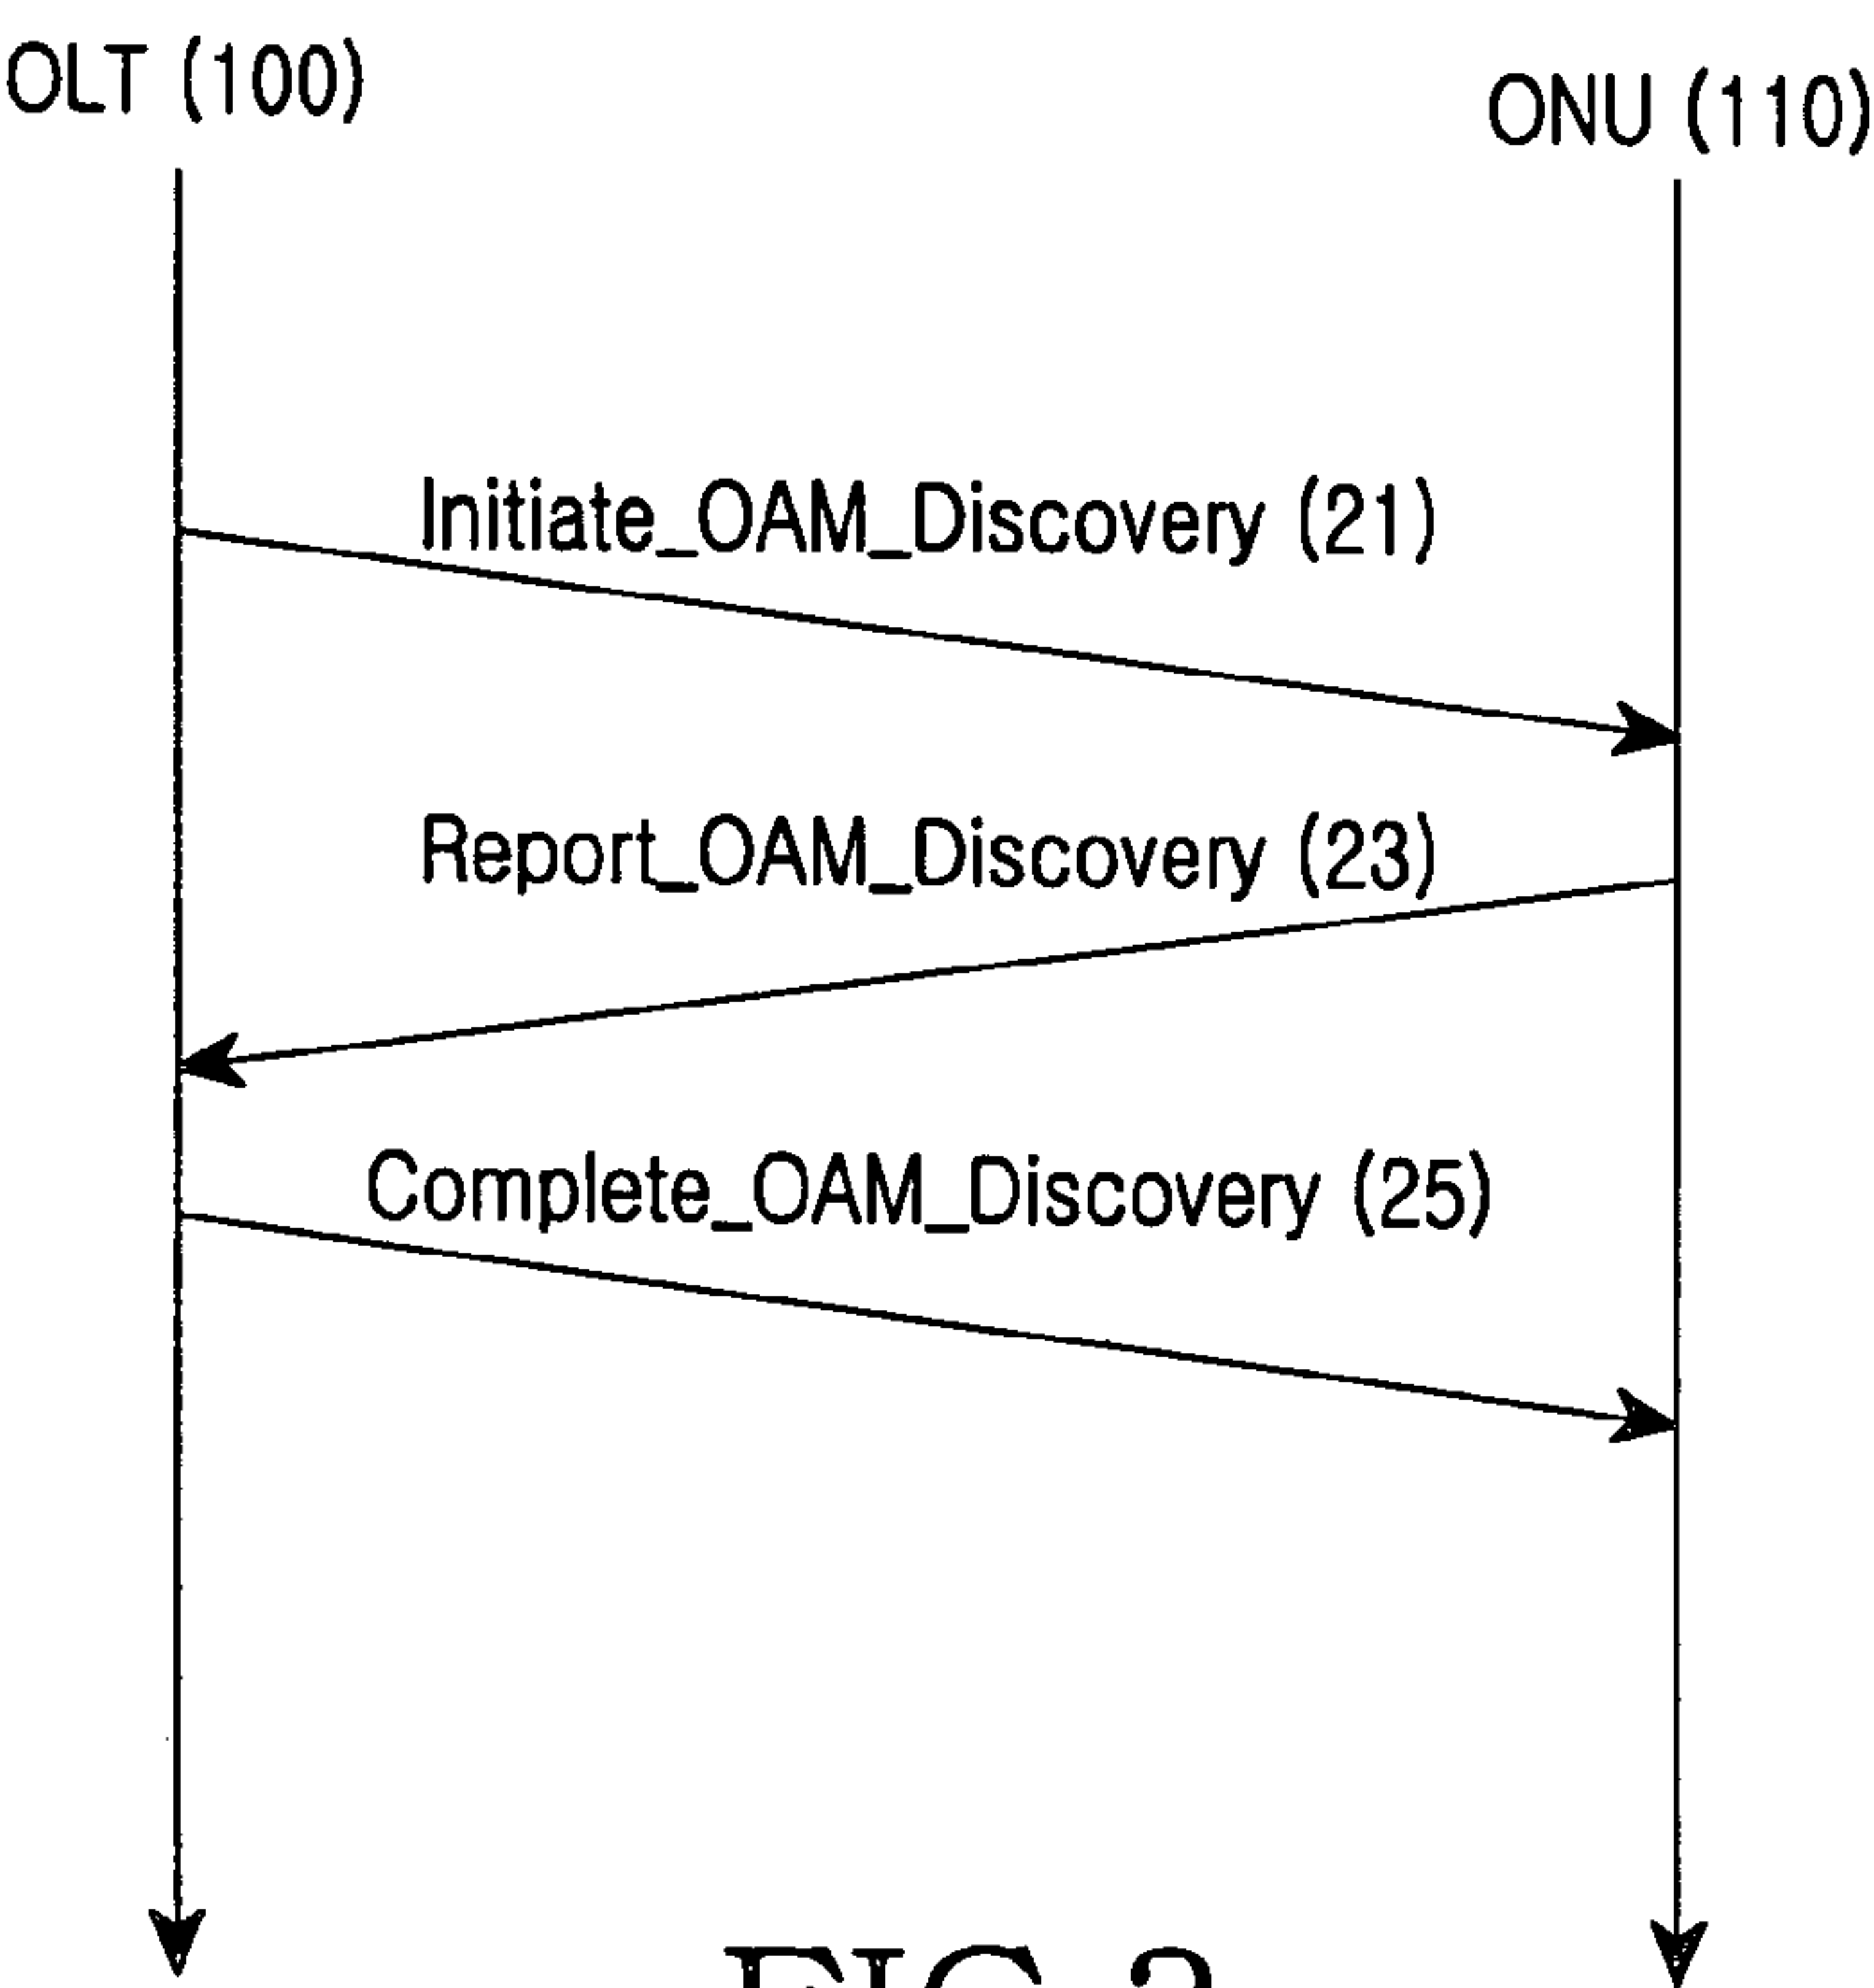 OLT (100)
ONU (110)
Initiate_OAM_Discovery (21)
Report_OAM_Discovery (23)
Complete_OAM_Discovery (25)